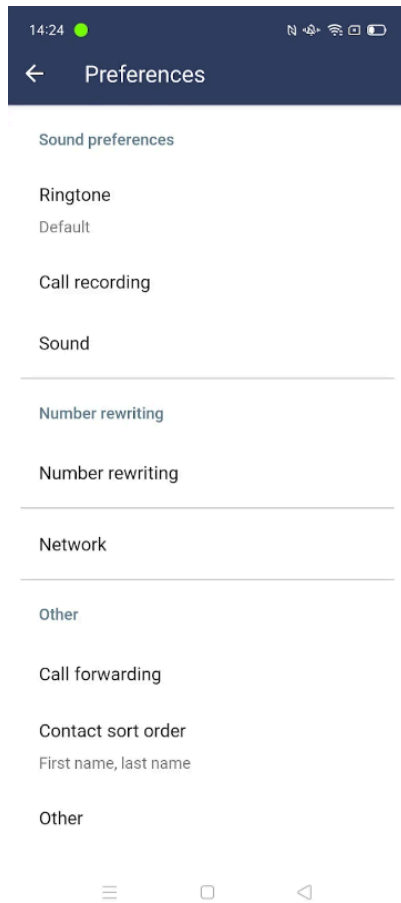 14:24
Preferences
Sound preferences
Ringtone
Default
Call recording
Sound
Number rewriting
Number rewriting
Network
Other
Call forwarding
Contact sort order
First name, last name
Other